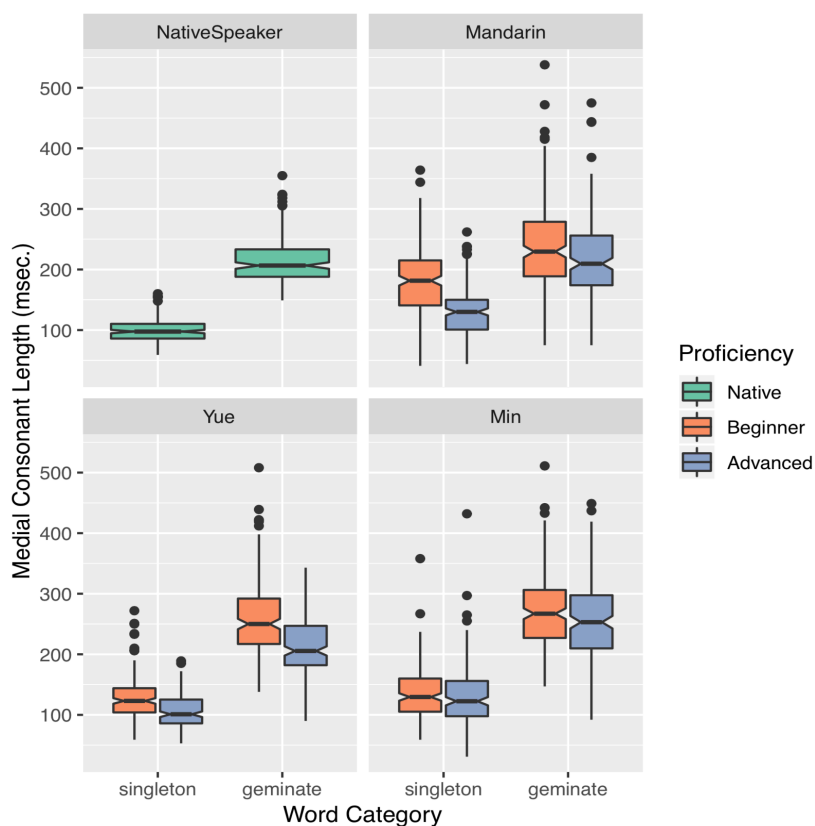 NativeSpeaker
Mandarin
500
400
300
200
100
Yue
Min
500
400
300
200
100
singleton
geminate
singleton
geminate
Word Category
Medial Consonant Length (msec.)
Proficiency
Native
Beginner
Advanced